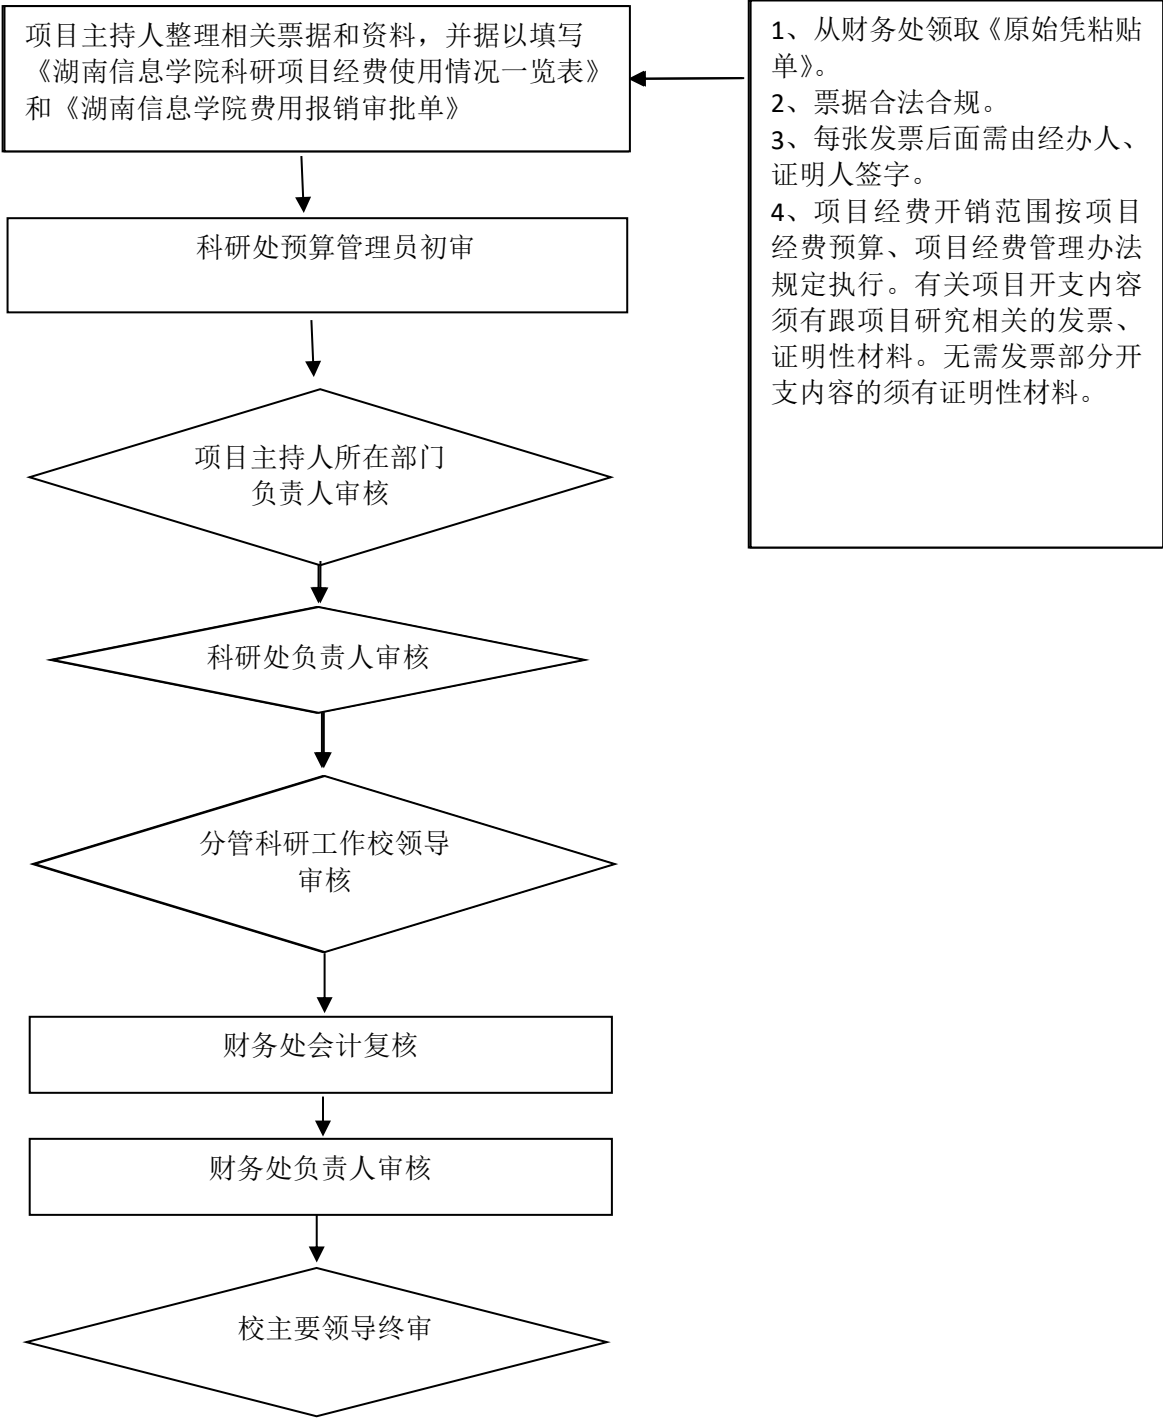 项目主持人整理相关票据和资料，并据以填写
《湖南信息学院科研项目经费使用情况一览表》
和《湖南信息学院费用报销审批单》
1、从财务处领取《原始凭粘贴
单》。
2、票据合法合规。
3、每张发票后面需由经办人、
证明人签字。
4、项目经费开销范围按项目
经费预算、项目经费管理办法
规定执行。有关项目开支内容
须有跟项目研究相关的发票、
证明性材料。无需发票部分开
支内容的须有证明性材料。
科研处预算管理员初审
项目主持人所在部门
负责人审核
科研处负责人审核
分管科研工作校领导
审核
财务处会计复核
财务处负责人审核
校主要领导终审